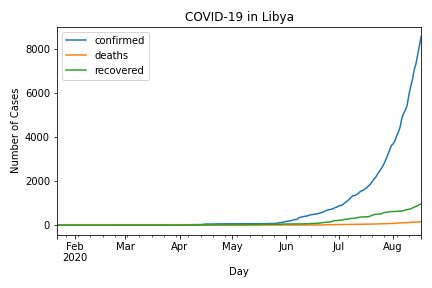 COVID-19 in Libya
confirmed
deaths
recovered
Number of Cases
8000
6000
4000
2000
0
Feb Mar Apr May Jun Jul Aug
2020
Day